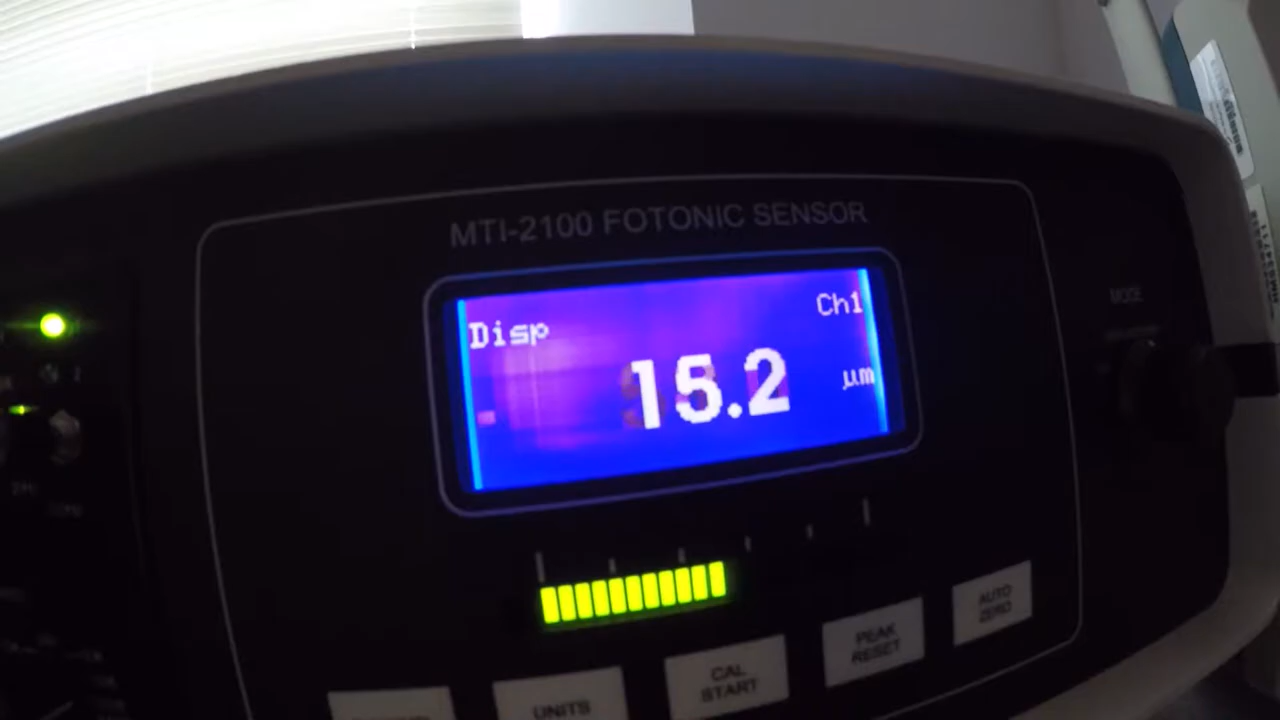 MTI-2100 FOTONIC SENSOR
Ch1
Disp
15.2
µm
MODE
UNITS
CAL
START
PEAK
RESET
AUTO
ZERO